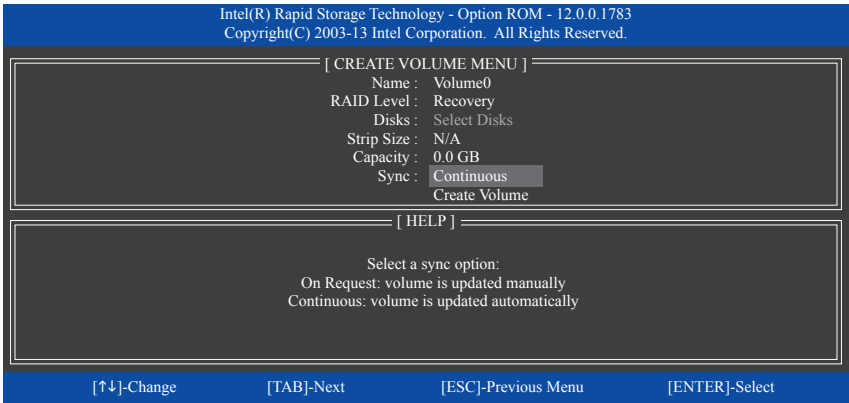 Intel(R) Rapid Storage Technology - Option ROM - 12.0.0.1783
Copyright(C) 2003-13 Intel Corporation. All Rights Reserved.
[ CREATE VOLUME MENU ]
Name : Volume0
RAID Level : Recovery
Disks : Select Disks
Strip Size : N/A
Capacity : 0.0 GB
Sync : Continuous
Create Volume
[ HELP ]
Select a sync option:
On Request: volume is updated manually
Continuous: volume is updated automatically
[↑↓]-Change [TAB]-Next [ESC]-Previous Menu [ENTER]-Select